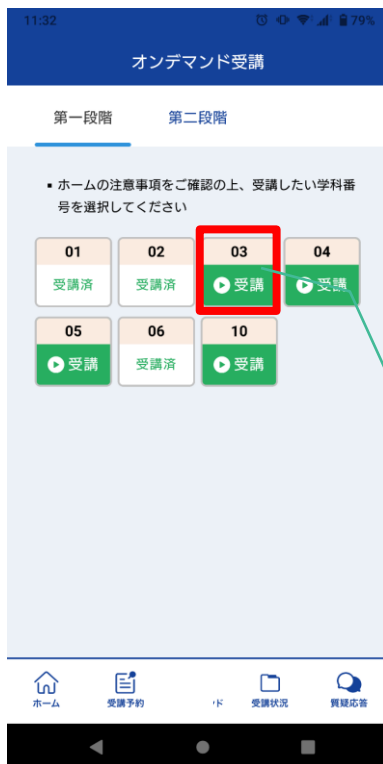 11:32 79%
オンデマンド受講
第一段階 第二段階
▪ ホームの注意事項をご確認の上、受講したい学科番
号を選択してください
01 02 03 04
受講済 受講済 受講 受講
05 06 10
受講 受講済 受講
ホーム 受講予約 ド 受講状況 質疑応答